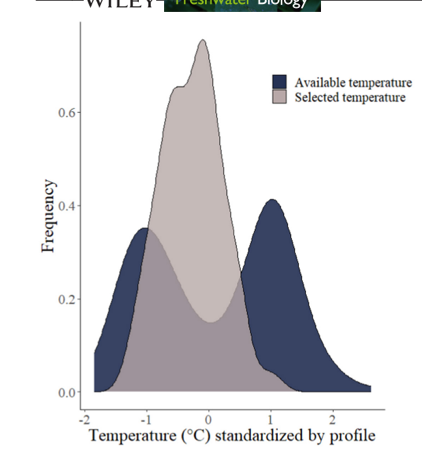 WILEY
Freshwater Biology
Available temperature
Selected temperature
Frequency
0.6
0.4
0.2
0.0
-2 -1 0 1 2
Temperature (°C) standardized by profile